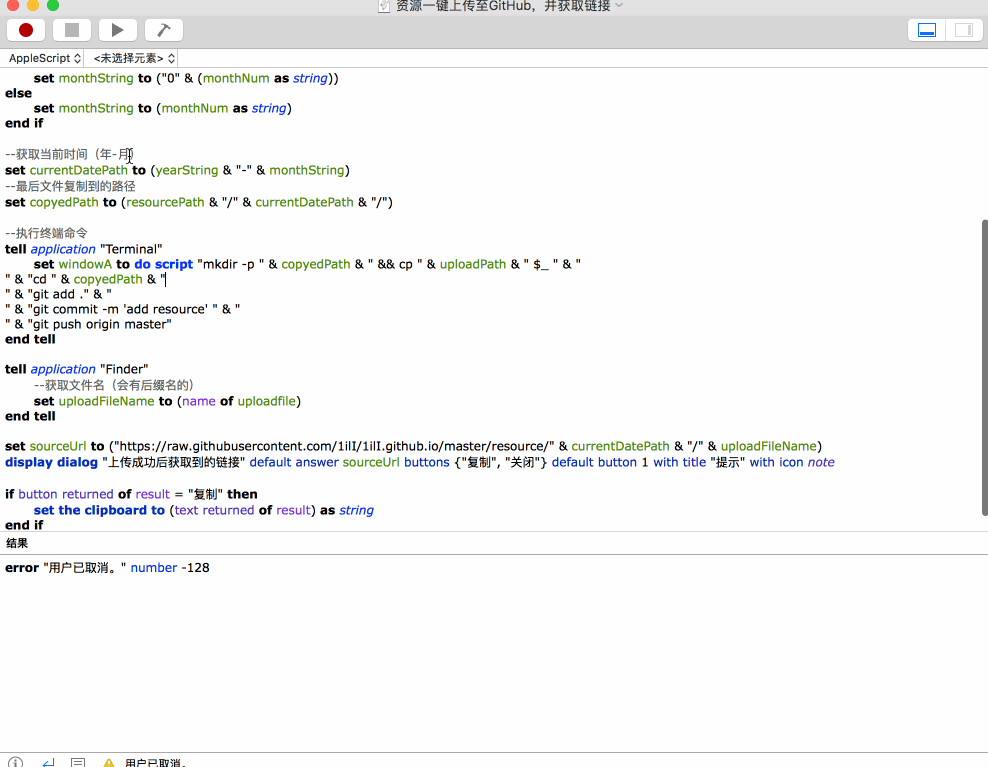 资源一键上传至GitHub，并获取链接
AppleScript <未选择元素>
set monthString to ("0" & (monthNum as string))
else
set monthString to (monthNum as string)
end if
--获取当前时间（年-月）
set currentDatePath to (yearString & "-" & monthString)
--最后文件复制到的路径
set copyedPath to (resourcePath & "/" & currentDatePath & "/")
--执行终端命令
tell application "Terminal"
set windowA to do script "mkdir -p " & copyedPath & " && cp " & uploadPath & " $_ " & "
" & "cd " & copyedPath & "
" & "git add ." & "
" & "git commit -m 'add resource' " & "
" & "git push origin master"
end tell
tell application "Finder"
--获取文件名（会有后缀名的）
set uploadFileName to (name of uploadfile)
end tell
set sourceUrl to ("https://raw.githubusercontent.com/1ilI/1ilI.github.io/master/resource/" & currentDatePath & "/" & uploadFileName)
display dialog "上传成功后获取到的链接" default answer sourceUrl buttons {"复制", "关闭"} default button 1 with title "提示" with icon note
if button returned of result = "复制" then
set the clipboard to (text returned of result) as string
end if
结果
error "用户已取消。" number -128
用户已取消。